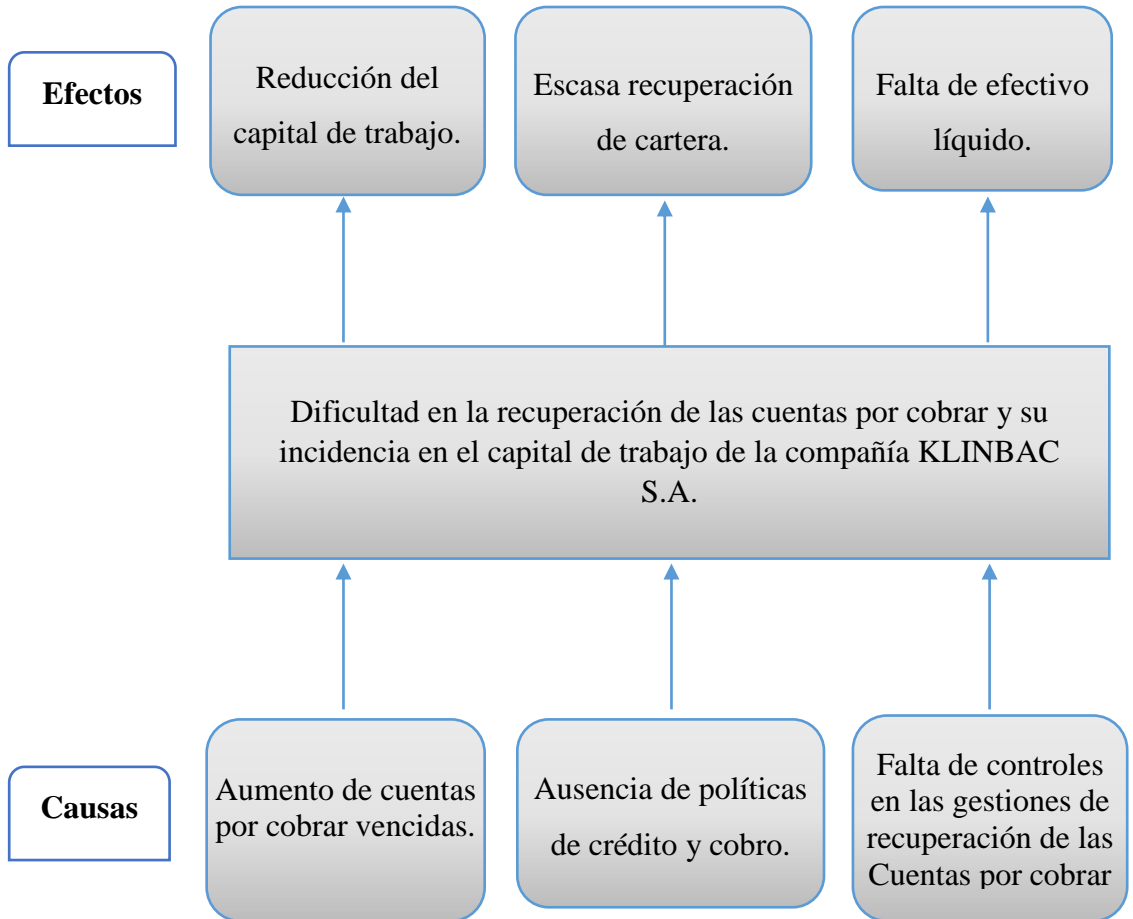 Efectos
Reducción del
capital de trabajo.
Escasa recuperación
de cartera.
Falta de efectivo
líquido.
Dificultad en la recuperación de las cuentas por cobrar y su
incidencia en el capital de trabajo de la compañía KLINBAC
S.A.
Causas
Aumento de cuentas
por cobrar vencidas.
Ausencia de políticas
de crédito y cobro.
Falta de controles
en las gestiones de
recuperación de las
Cuentas por cobrar